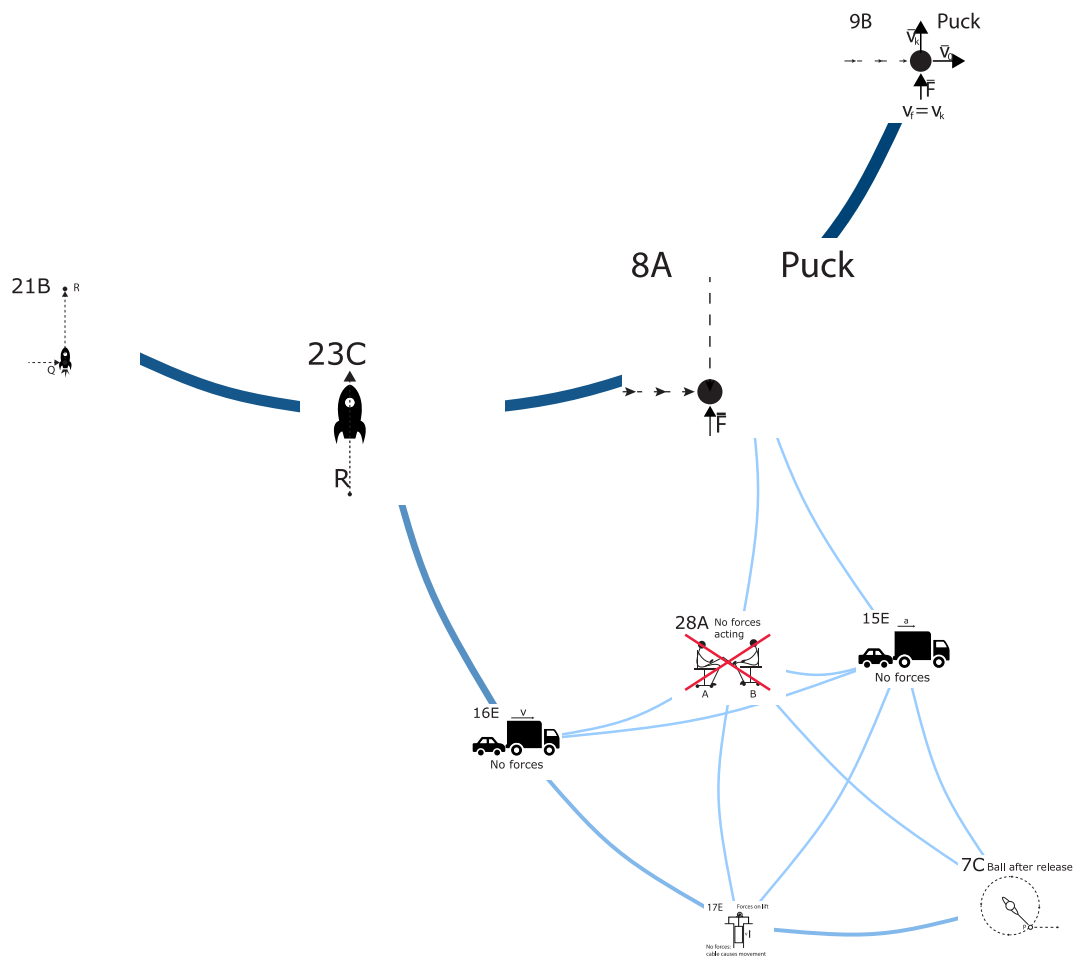 9B Puck
v̅k
v̅0
F̅
vf = vk
8A Puck
F̅
21B
R
Q
23C
R
28A No forces
acting
A B
15E
a
No forces
16E
v
No forces
7C Ball after release
P
17E Forces on lift
No forces:
cable causes movement